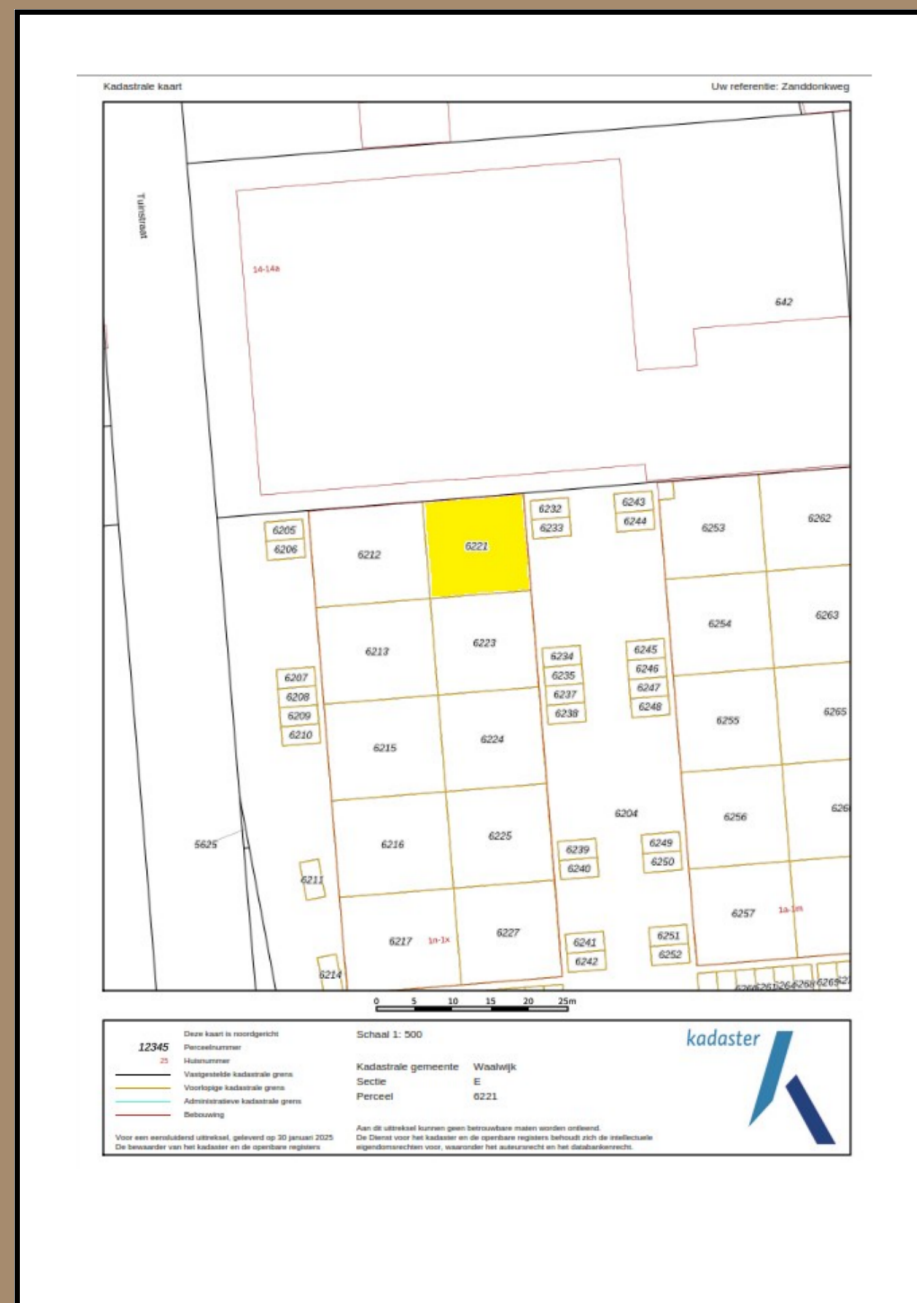 Kadastrale kaart
Uw referentie: Zanddonkweg
Tuinstraat
14-14a
642
6205
6206
6212
6221
6232
6233
6243
6244
6253
6262
6213
6223
6254
6263
6207
6208
6209
6210
6234
6235
6237
6238
6245
6246
6247
6248
6215
6224
6255
6265
5625
6216
6225
6204
6256
6239
6240
6249
6250
6211
6217
1n-1x
6227
6257
1a-1m
6241
6242
6251
6252
6214
0 5 10 15 20 25m
Deze kaart is noordgericht
12345 Perceelnummer
25 Huisnummer
Vastgestelde kadastrale grens
Voorlopige kadastrale grens
Administratieve kadastrale grens
Bebouwing
Voor een eensluidend uittreksel, geleverd op 30 januari 2025
De bewaarder van het kadaster en de openbare registers
Schaal 1: 500
Kadastrale gemeente Waalwijk
Sectie E
Perceel 6221
Aan dit uittreksel kunnen geen betrouwbare maten worden ontleend.
De Dienst voor het kadaster en de openbare registers behoudt zich de intellectuele
eigendomsrechten voor, waaronder het auteursrecht en het databankenrecht.
kadaster